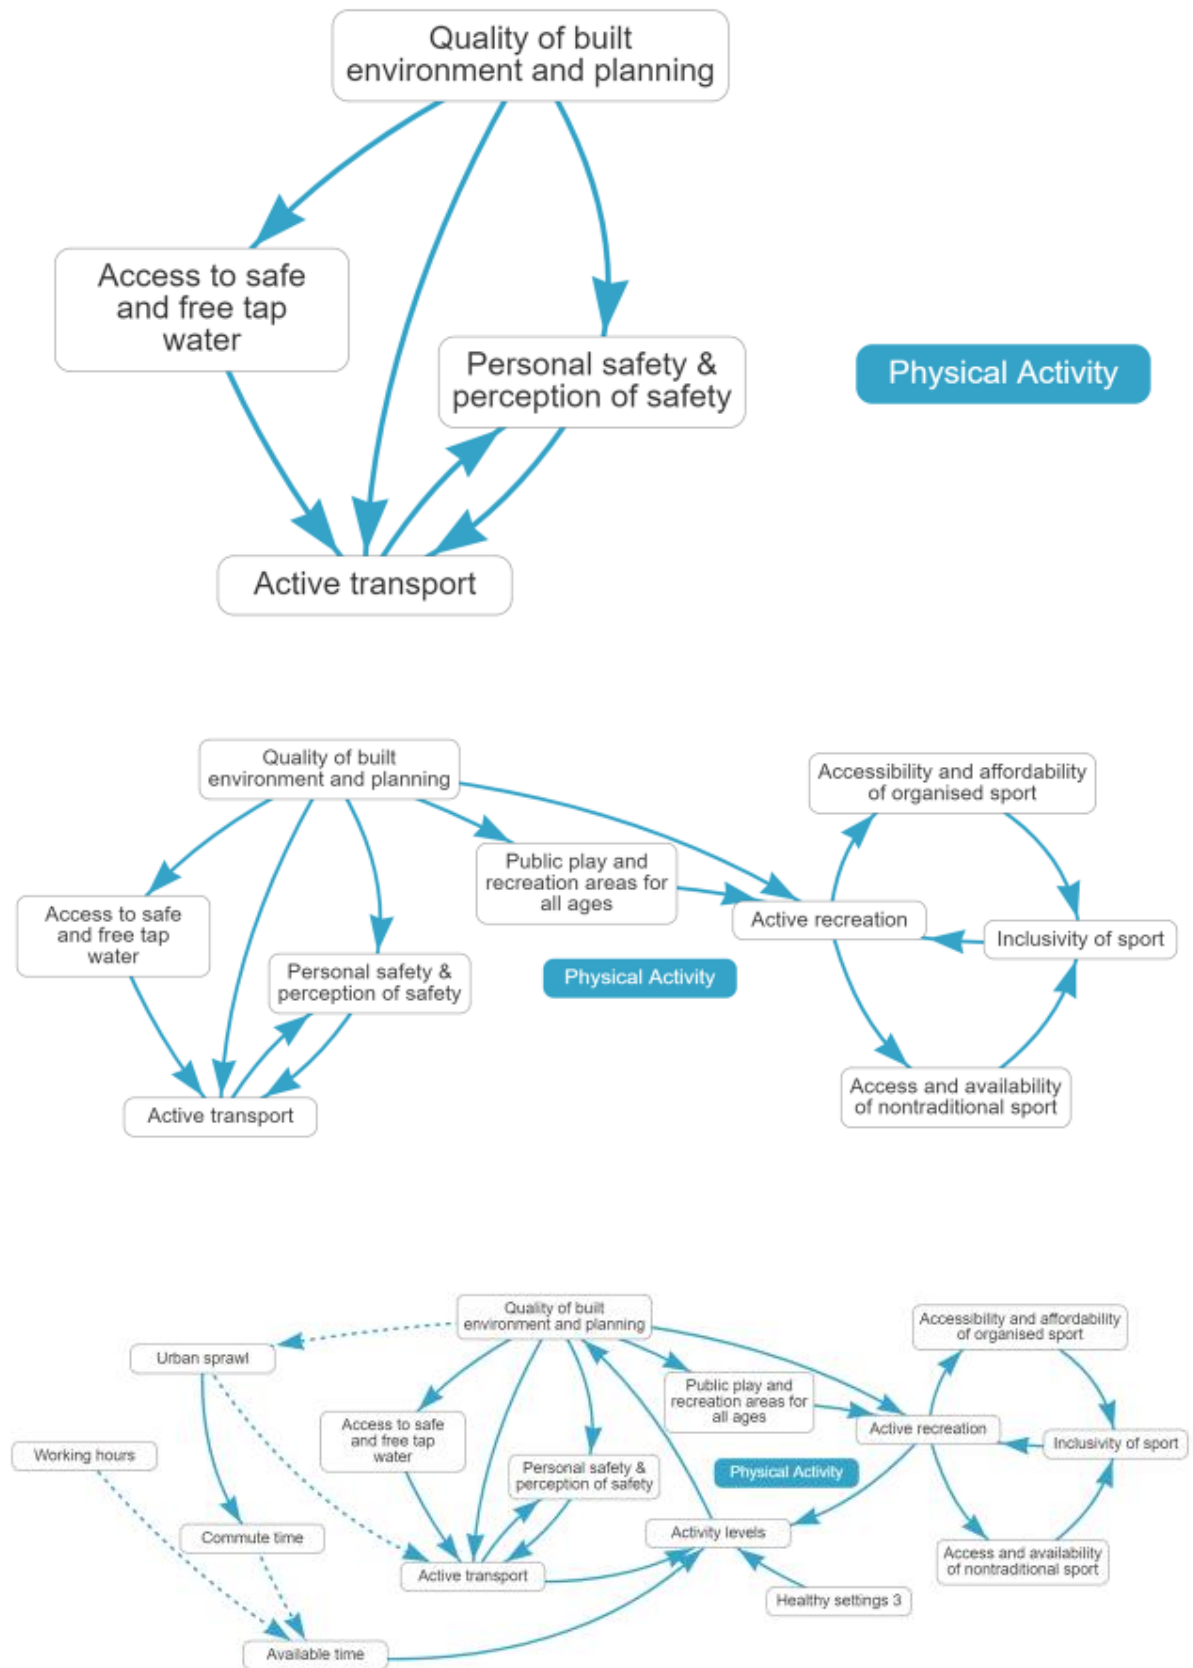 Quality of built
environment and planning
Access to safe
and free tap
water
Personal safety &
perception of safety
Physical Activity
Active transport
Quality of built
environment and planning
Accessibility and affordability
of organised sport
Public play and
recreation areas for
all ages
Access to safe
and free tap
water
Active recreation
Inclusivity of sport
Personal safety &
perception of safety
Physical Activity
Access and availability
of nontraditional sport
Active transport
Quality of built
environment and planning
Accessibility and affordability
of organised sport
Urban sprawl
Public play and
recreation areas for
all ages
Access to safe
and free tap
water
Active recreation
Inclusivity of sport
Working hours
Personal safety &
perception of safety
Physical Activity
Commute time
Activity levels
Access and availability
of nontraditional sport
Active transport
Healthy settings 3
Available time